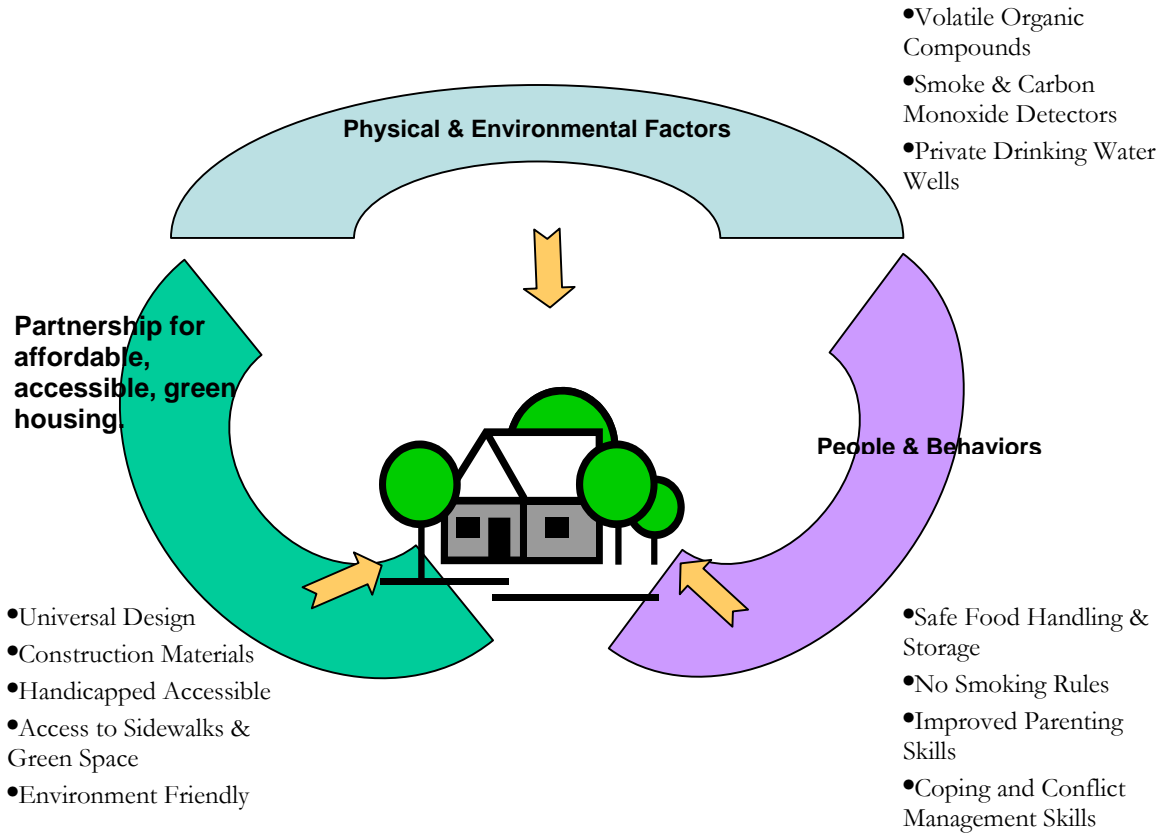 •Volatile Organic
Compounds
•Smoke & Carbon
Monoxide Detectors
•Private Drinking Water
Wells
Physical & Environmental Factors
Partnership for
affordable,
accessible, green
housing.
People & Behaviors
•Universal Design
•Construction Materials
•Handicapped Accessible
•Access to Sidewalks &
Green Space
•Environment Friendly
•Safe Food Handling &
Storage
•No Smoking Rules
•Improved Parenting
Skills
•Coping and Conflict
Management Skills